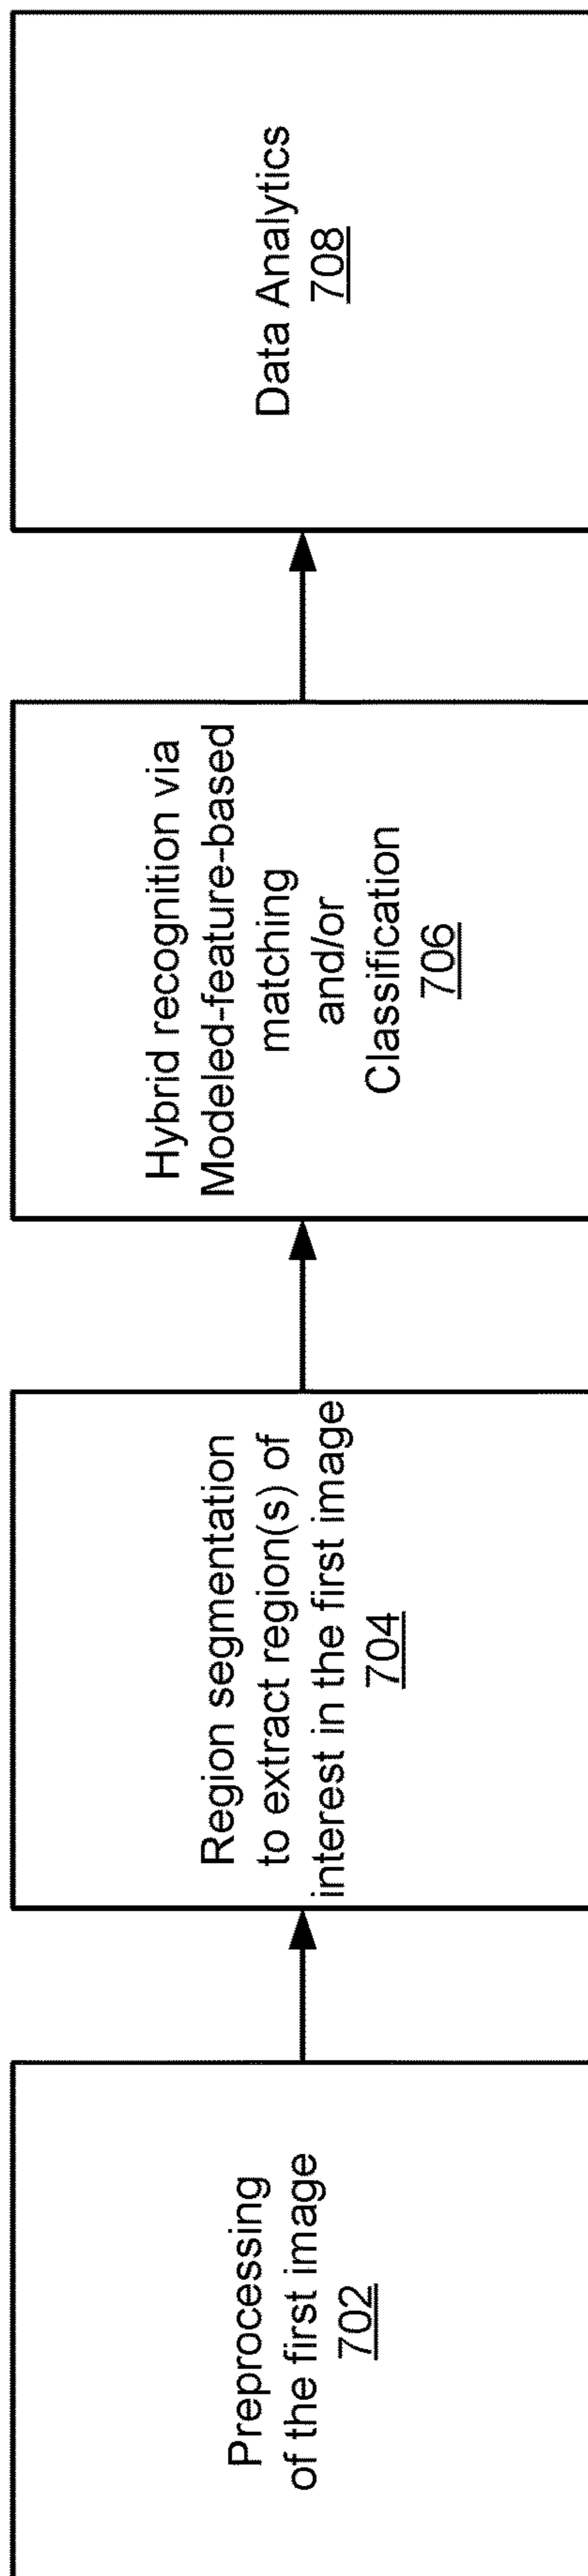 Preprocessing
of the first image
702
Region segmentation
to extract region(s) of
interest in the first image
704
Hybrid recognition via
Modeled-feature-based
matching
and/or
Classification
706
Data Analytics
708